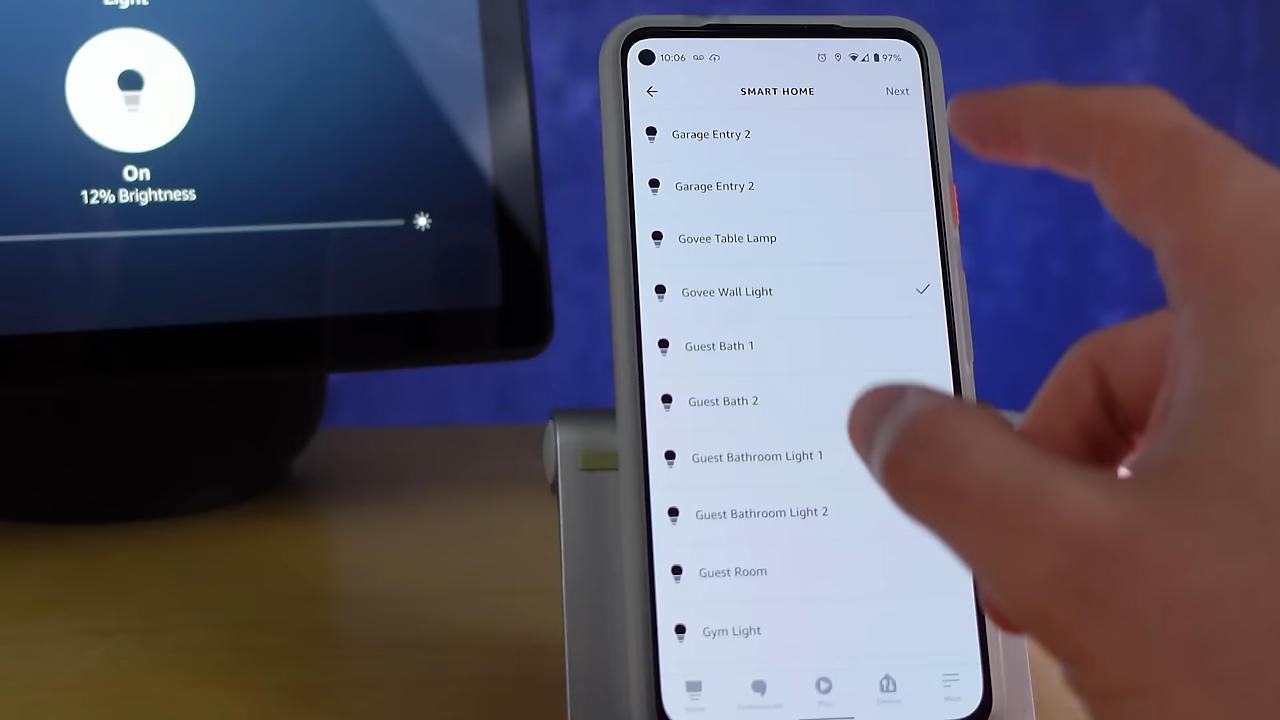 Light
On
12% Brightness
10:06
97%
SMART HOME
Next
Garage Entry 2
Garage Entry 2
Govee Table Lamp
Govee Wall Light
Guest Bath 1
Guest Bath 2
Guest Bathroom Light 1
Guest Bathroom Light 2
Guest Room
Gym Light